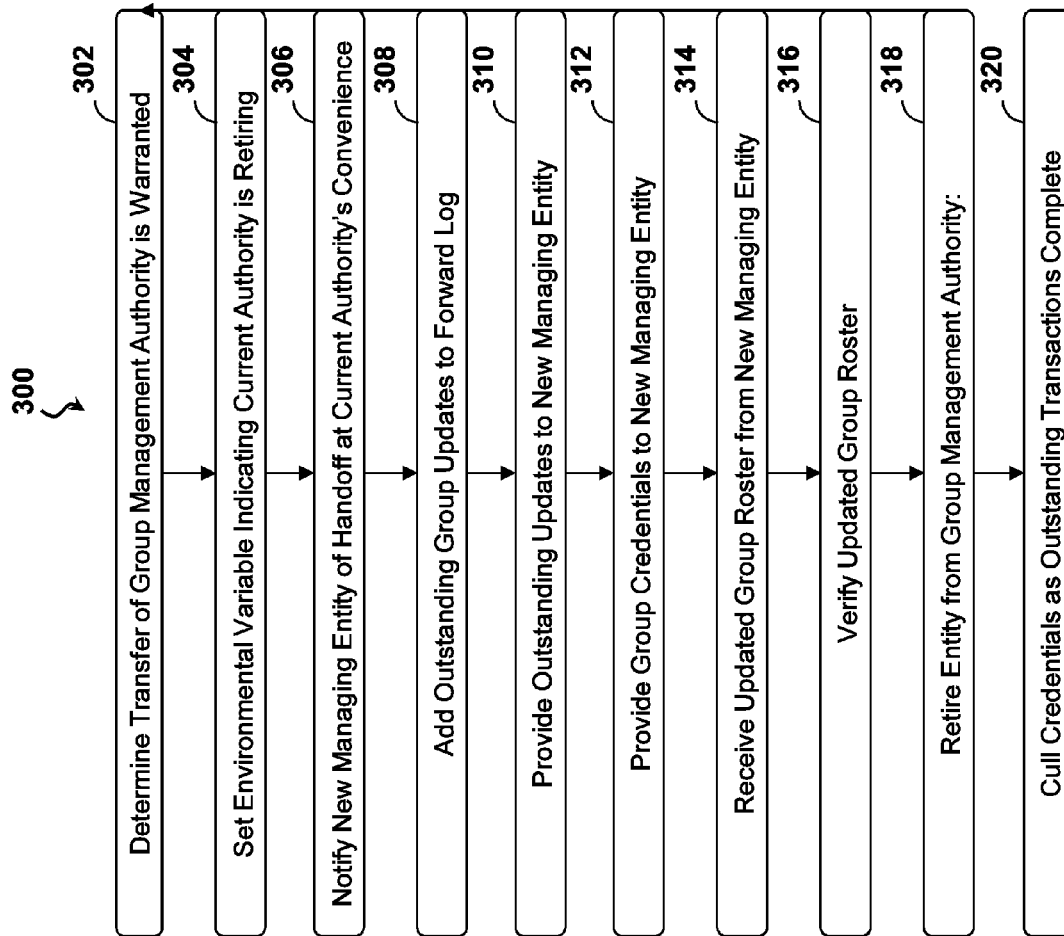 300
302
Determine Transfer of Group Management Authority is Warranted
304
Set Environmental Variable Indicating Current Authority is Retiring
306
Notify New Managing Entity of Handoff at Current Authority's Convenience
308
Add Outstanding Group Updates to Forward Log
310
Provide Outstanding Updates to New Managing Entity
312
Provide Group Credentials to New Managing Entity
314
Receive Updated Group Roster from New Managing Entity
316
Verify Updated Group Roster
318
Retire Entity from Group Management Authority:
320
Cull Credentials as Outstanding Transactions Complete